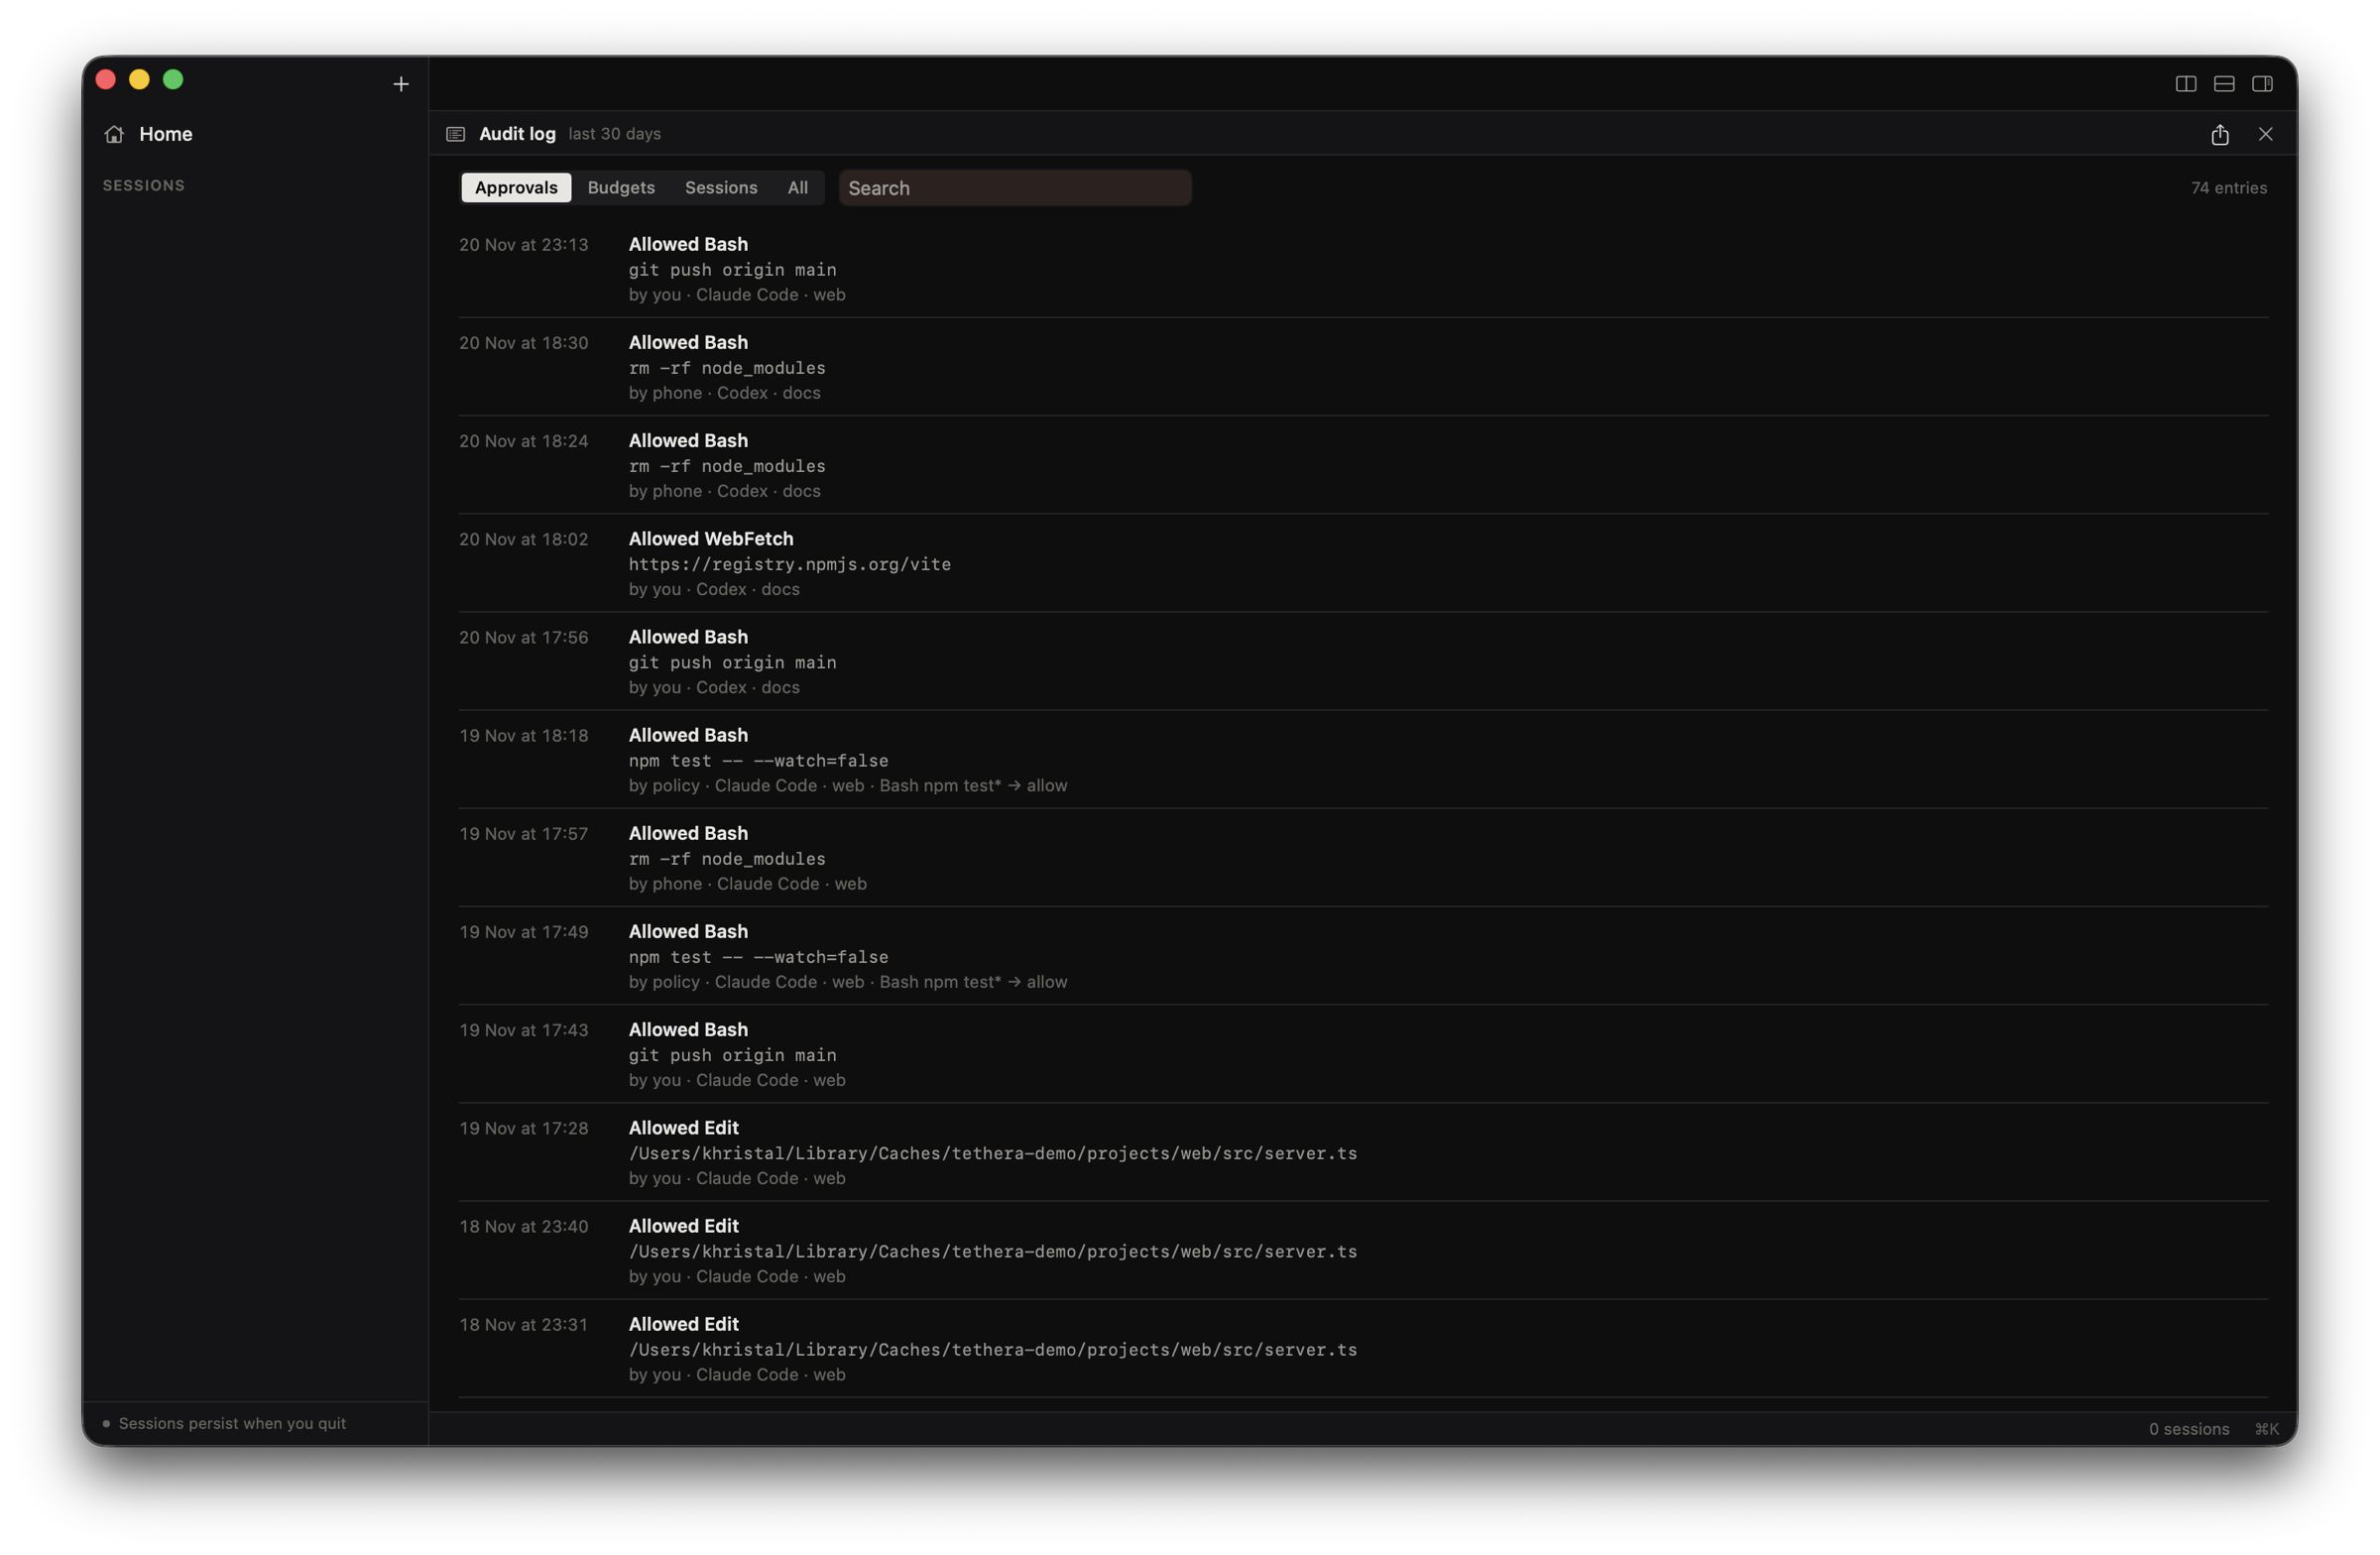 Home
SESSIONS
Audit log last 30 days
Approvals Budgets Sessions All Search 74 entries
20 Nov at 23:13 Allowed Bash
git push origin main
by you · Claude Code · web
20 Nov at 18:30 Allowed Bash
rm -rf node_modules
by phone · Codex · docs
20 Nov at 18:24 Allowed Bash
rm -rf node_modules
by phone · Codex · docs
20 Nov at 18:02 Allowed WebFetch
https://registry.npmjs.org/vite
by you · Codex · docs
20 Nov at 17:56 Allowed Bash
git push origin main
by you · Codex · docs
19 Nov at 18:18 Allowed Bash
npm test -- --watch=false
by policy · Claude Code · web · Bash npm test* → allow
19 Nov at 17:57 Allowed Bash
rm -rf node_modules
by phone · Claude Code · web
19 Nov at 17:49 Allowed Bash
npm test -- --watch=false
by policy · Claude Code · web · Bash npm test* → allow
19 Nov at 17:43 Allowed Bash
git push origin main
by you · Claude Code · web
19 Nov at 17:28 Allowed Edit
/Users/khristal/Library/Caches/tethera-demo/projects/web/src/server.ts
by you · Claude Code · web
18 Nov at 23:40 Allowed Edit
/Users/khristal/Library/Caches/tethera-demo/projects/web/src/server.ts
by you · Claude Code · web
18 Nov at 23:31 Allowed Edit
/Users/khristal/Library/Caches/tethera-demo/projects/web/src/server.ts
by you · Claude Code · web
Sessions persist when you quit
0 sessions ⌘K